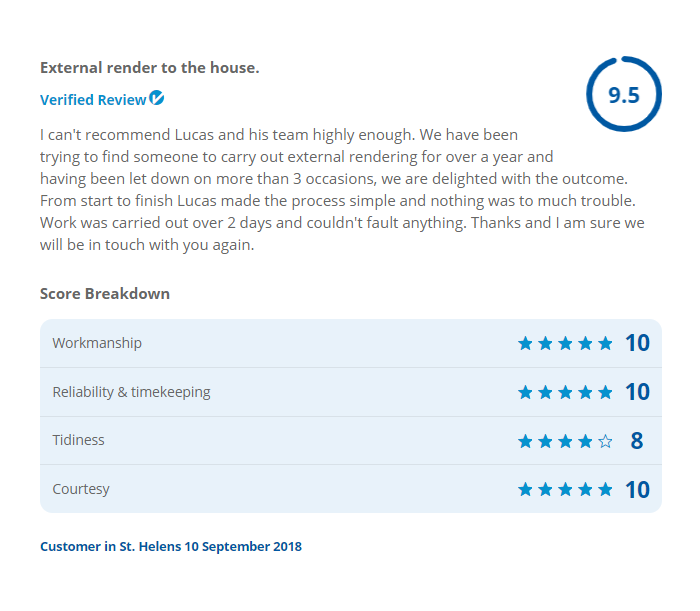 External render to the house.
9.5
Verified Review
I can't recommend Lucas and his team highly enough. We have been
trying to find someone to carry out external rendering for over a year and
having been let down on more than 3 occasions, we are delighted with the outcome.
From start to finish Lucas made the process simple and nothing was to much trouble.
Work was carried out over 2 days and couldn't fault anything. Thanks and I am sure we
will be in touch with you again.
Score Breakdown
Workmanship 10
Reliability & timekeeping 10
Tidiness 8
Courtesy 10
Customer in St. Helens 10 September 2018